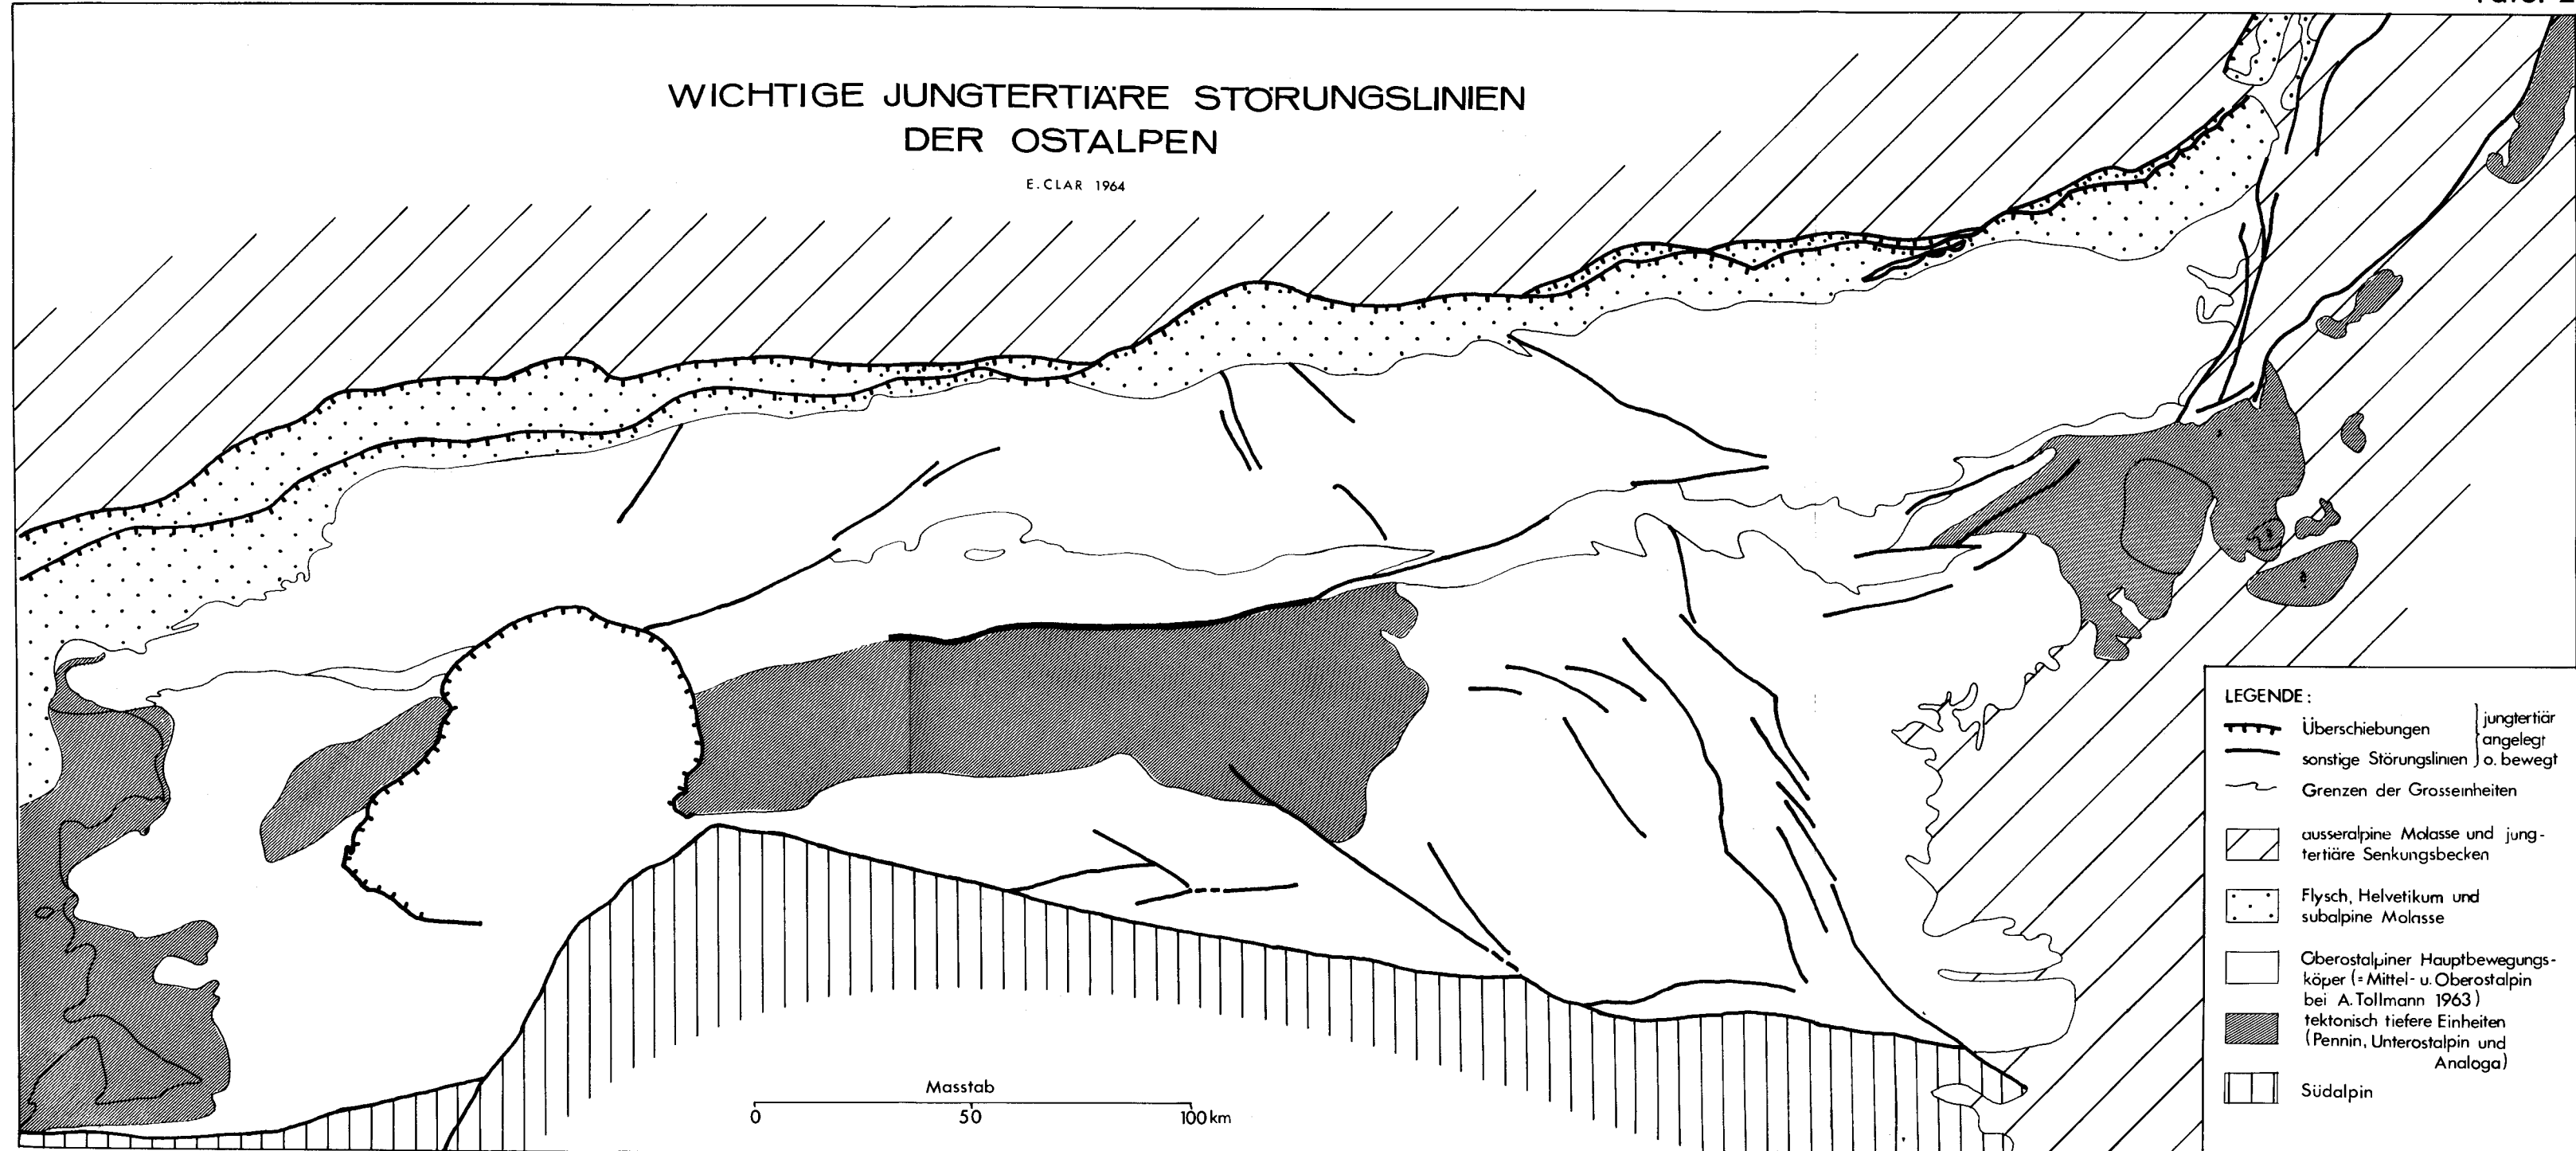 WICHTIGE JUNGTERTIÄRE STÖRUNGSLINIEN
DER OSTALPEN
E. CLAR 1964
LEGENDE:
Überschiebungen
sonstige Störungslinien
jungtertiär
angelegt
o. bewegt
Grenzen der Grosseinheiten
ausseralpine Molasse und jung-
tertiäre Senkungsbecken
Flysch, Helvetikum und
subalpine Molasse
Oberostalpiner Hauptbewegungs-
köper (= Mittel- u. Oberostalpin
bei A. Tollmann 1963)
tektonisch tiefere Einheiten
(Pennin, Unterostalpin und
Analoga)
Südalpin
Masstab
0 50 100 km